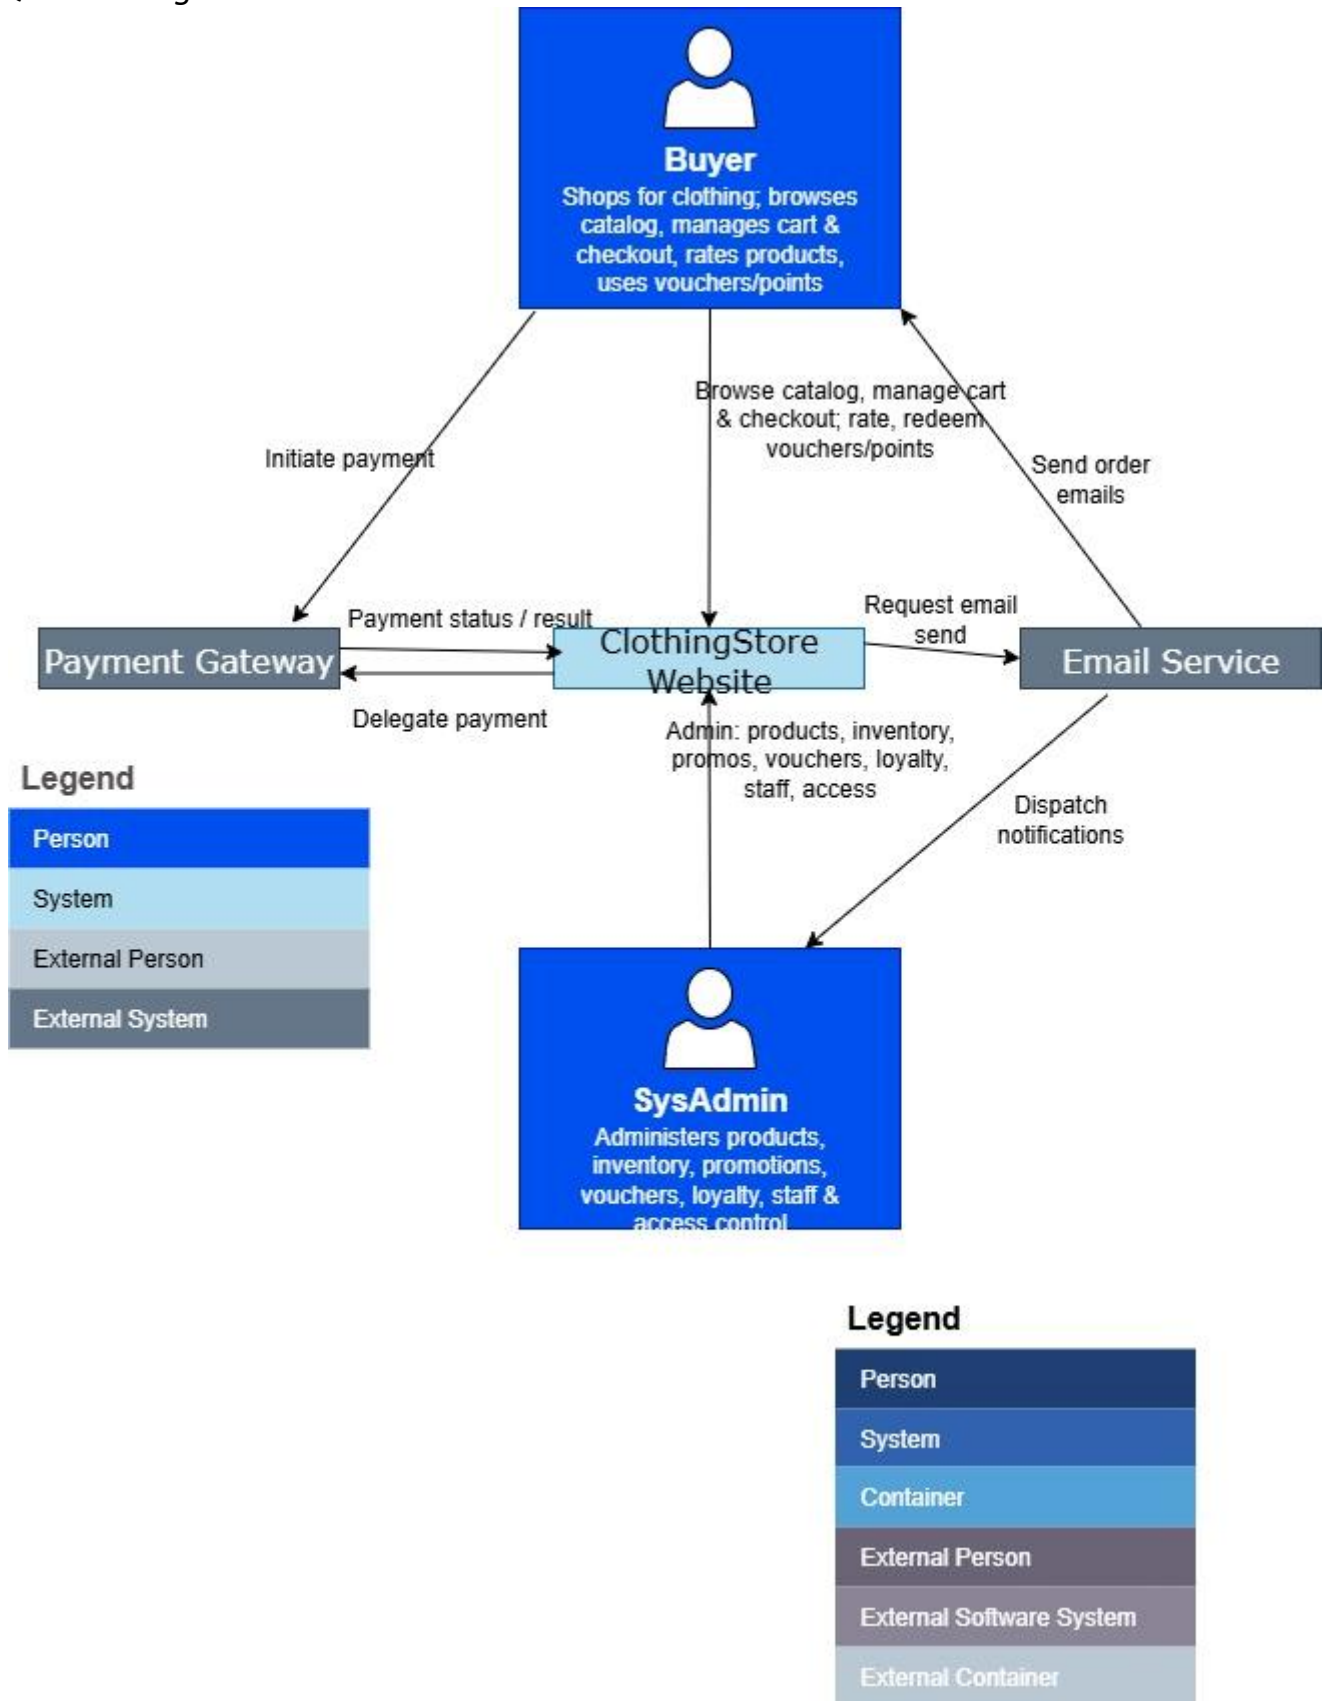 Buyer
Shops for clothing; browses
catalog, manages cart &
checkout, rates products,
uses vouchers/points
Browse catalog, manage cart
& checkout; rate, redeem
vouchers/points
Initiate payment
Send order
emails
Payment status / result
Request email
send
Payment Gateway
ClothingStore
Website
Email Service
Delegate payment
Admin: products, inventory,
promos, vouchers, loyalty,
staff, access
Dispatch
notifications
Legend
Person
System
External Person
External System
SysAdmin
Administers products,
inventory, promotions,
vouchers, loyalty, staff &
access control
Legend
Person
System
Container
External Person
External Software System
External Container